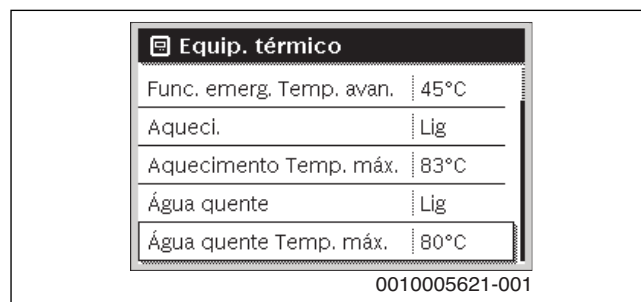 Equip. térmico
Func. emerg. Temp. avan. 45°C
Aqueci. Lig
Aquecimento Temp. máx. 83°C
Água quente Lig
Água quente Temp. máx. 80°C
0010005621-001